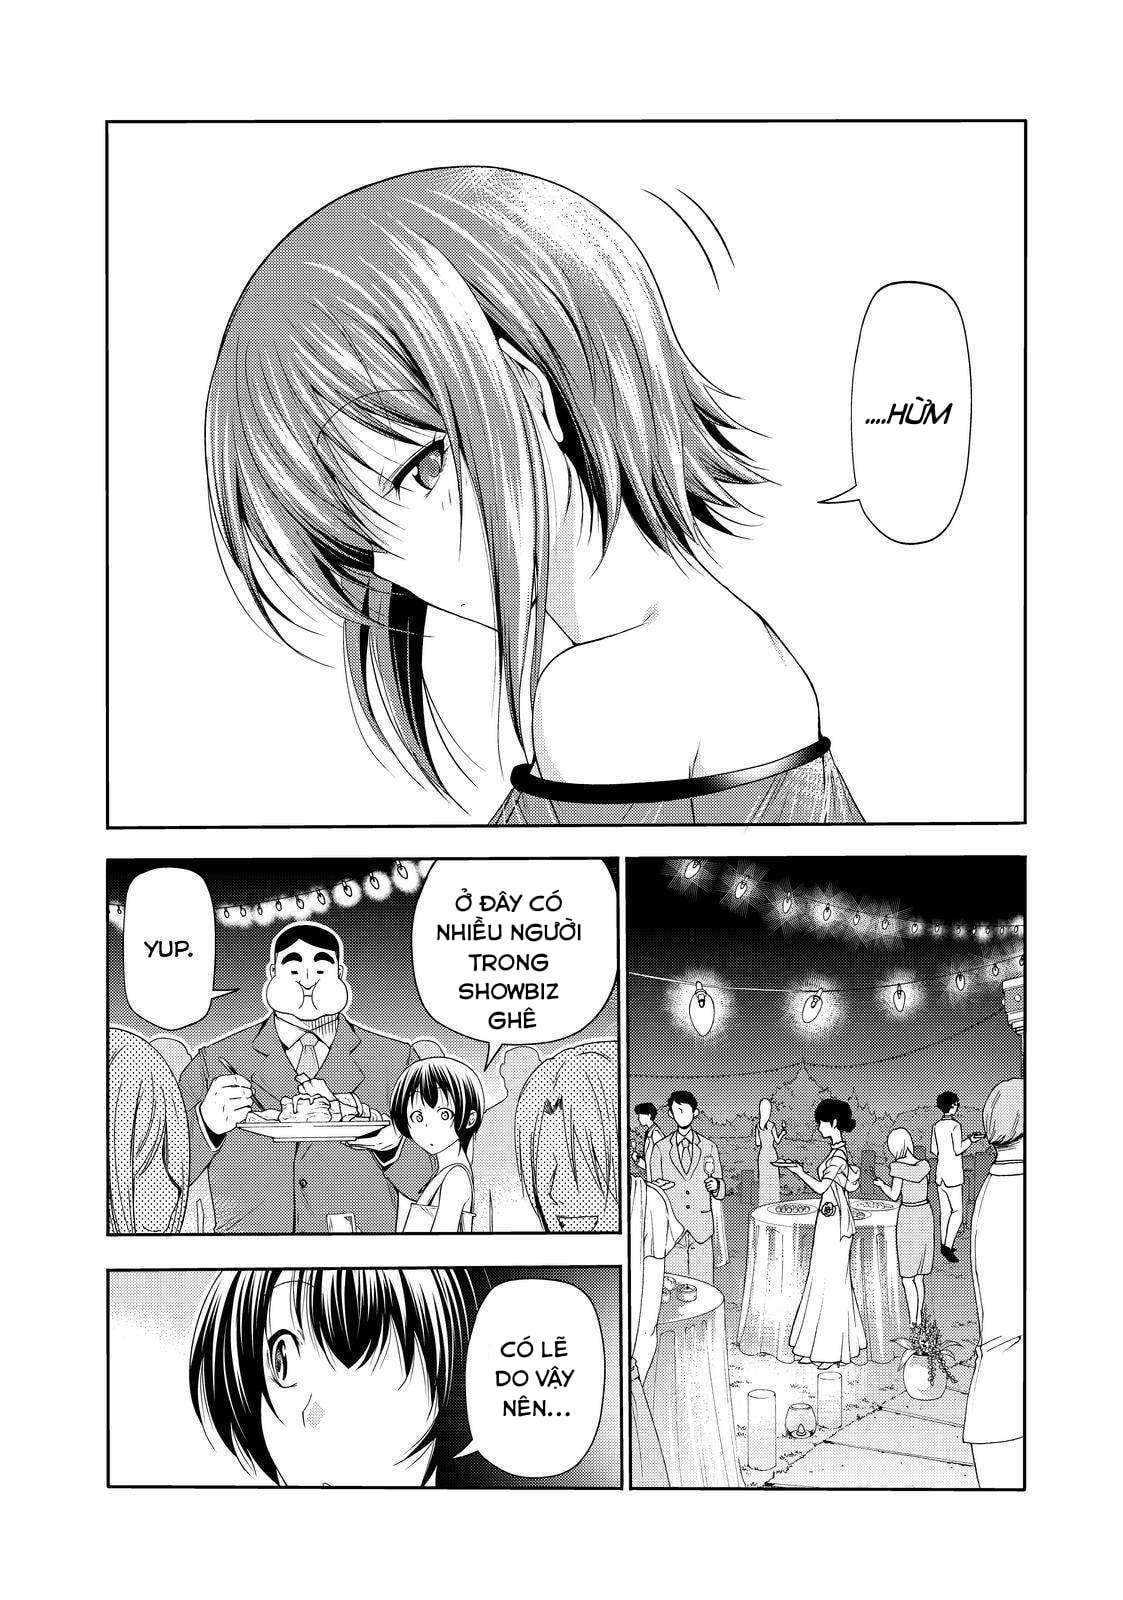 ....HỪM
Ở ĐÂY CÓ
NHIỀU NGƯỜI
TRONG
SHOWBIZ
GHÊ
YUP.
CÓ LẼ
DO VẬY
NÊN...